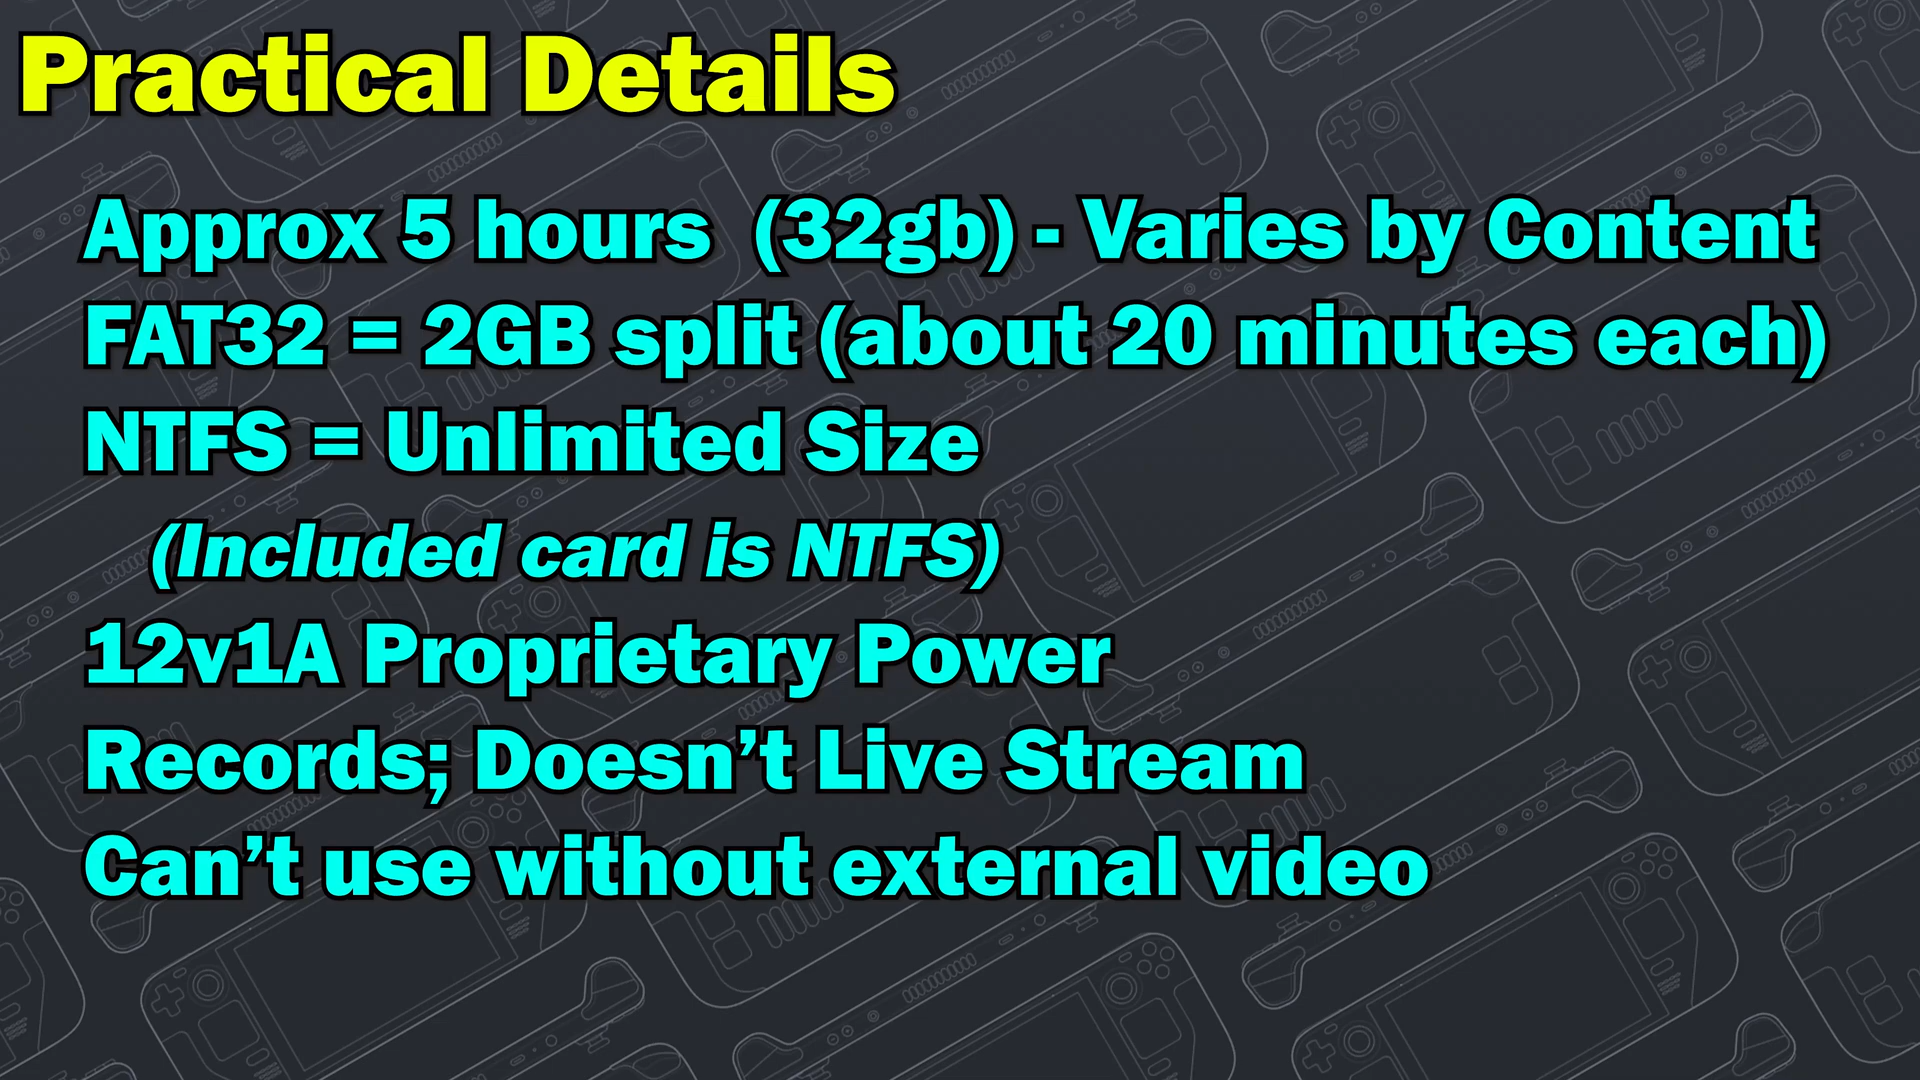 Practical Details
Approx 5 hours  (32gb) - Varies by Content
FAT32 = 2GB split (about 20 minutes each)
NTFS = Unlimited Size
(Included card is NTFS)
12v1A Proprietary Power
Records; Doesn’t Live Stream
Can’t use without external video